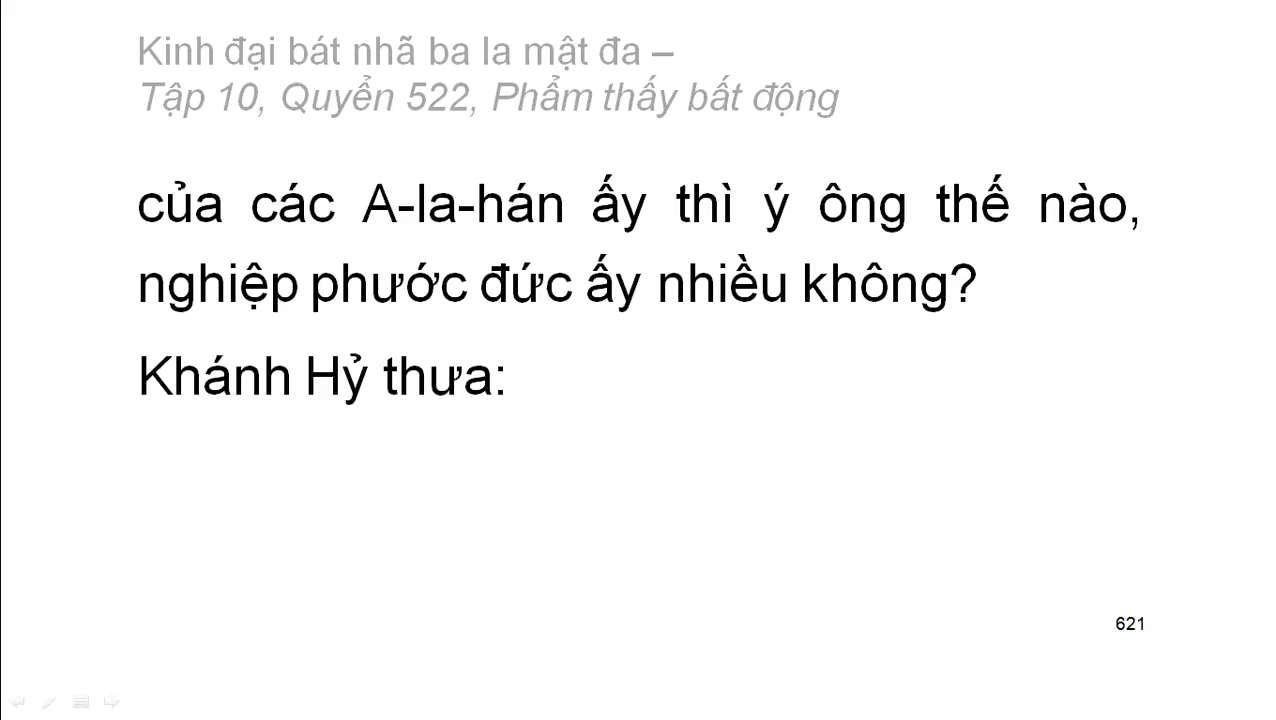 Kinh đại bát nhã ba la mật đa –
Tập 10, Quyển 522, Phẩm thấy bất động
của các A-la-hán ấy thì ý ông thế nào,
nghiệp phước đức ấy nhiều không?
Khánh Hỷ thưa:
621